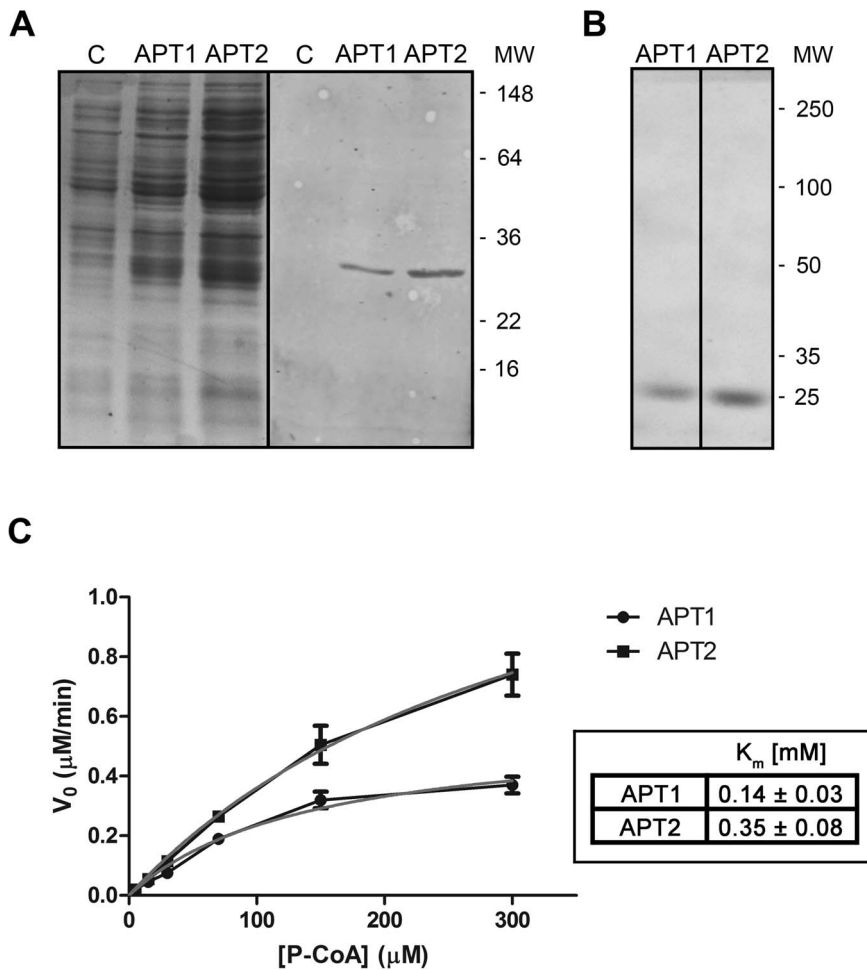 A
B
C APT1 APT2 C APT1 APT2 MW
APT1 APT2 MW
- 148
- 64
- 36
- 22
- 16
- 250
- 100
- 50
- 35
- 25
C
1.0
0.8
0.6
0.4
0.2
0.0
V0 (µM/min)
0 100 200 300
[P-CoA] (µM)
APT1
APT2
Km [mM]
APT1 0.14 ± 0.03
APT2 0.35 ± 0.08